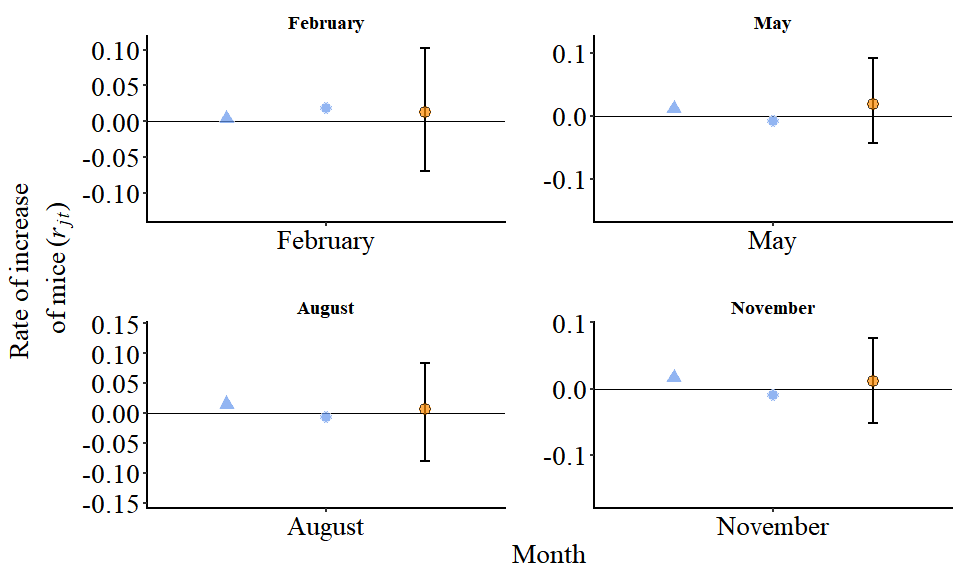 Rate of increase
of mice (r_{jt})
February
0.10
0.05
0.00
-0.05
-0.10
February
May
0.1
0.0
-0.1
May
August
0.15
0.10
0.05
0.00
-0.05
-0.10
-0.15
August
November
0.1
0.0
-0.1
November
Month